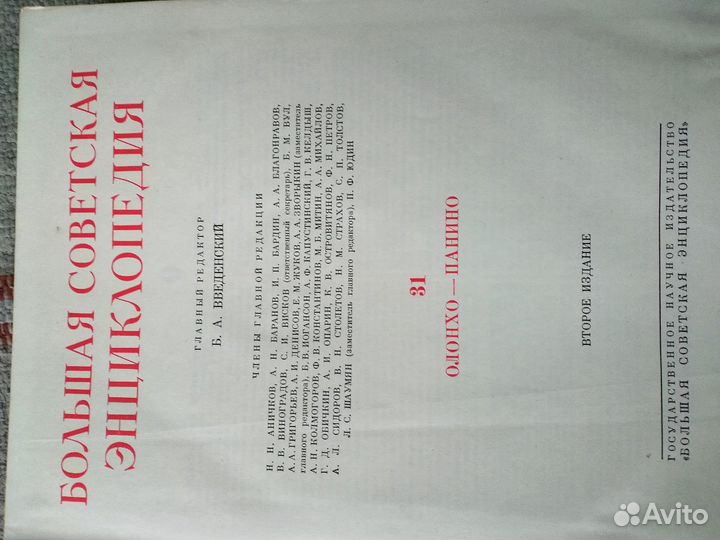 БОЛЬШАЯ СОВЕТСКАЯ
ЭНЦИКЛОПЕДИЯ
ГЛАВНЫЙ РЕДАКТОР
Б. А. ВВЕДЕНСКИЙ
ЧЛЕНЫ ГЛАВНОЙ РЕДАКЦИИ
Н. Н. АНИЧКОВ, А. Н. БАРАНОВ, И. П. БАРДИН, А. А. БЛАГОНРАВОВ,
В. В. ВИНОГРАДОВ, С. И. ВИСКОВ (ответственный секретарь), Б. М. ВУЛ,
А. А. ГРИГОРЬЕВ, А. И. ДЕНИСОВ, Е. М. ЖУКОВ, А. А. ЗВОРЫКИН (заместитель
главного редактора), Б. В. ИОГАНСОН, А. Ф. КАПУСТИНСКИЙ, Г. В. КЕЛДЫШ,
А. Н. КОЛМОГОРОВ, Ф. В. КОНСТАНТИНОВ, М. Б. МИТИН, А. А. МИХАЙЛОВ,
Г. Д. ОБИЧКИН, А. И. ОПАРИН, К. В. ОСТРОВИТЯНОВ, Ф. Н. ПЕТРОВ,
А. Л. СИДОРОВ, В. Н. СТОЛЕТОВ, Н. М. СТРАХОВ, С. П. ТОЛСТОВ,
Л. С. ШАУМЯН (заместитель главного редактора), П. Ф. ЮДИН
31
ОЛОНХО — ПАНИНО
ВТОРОЕ ИЗДАНИЕ
ГОСУДАРСТВЕННОЕ НАУЧНОЕ ИЗДАТЕЛЬСТВО
«БОЛЬШАЯ СОВЕТСКАЯ ЭНЦИКЛОПЕДИЯ»
Avito